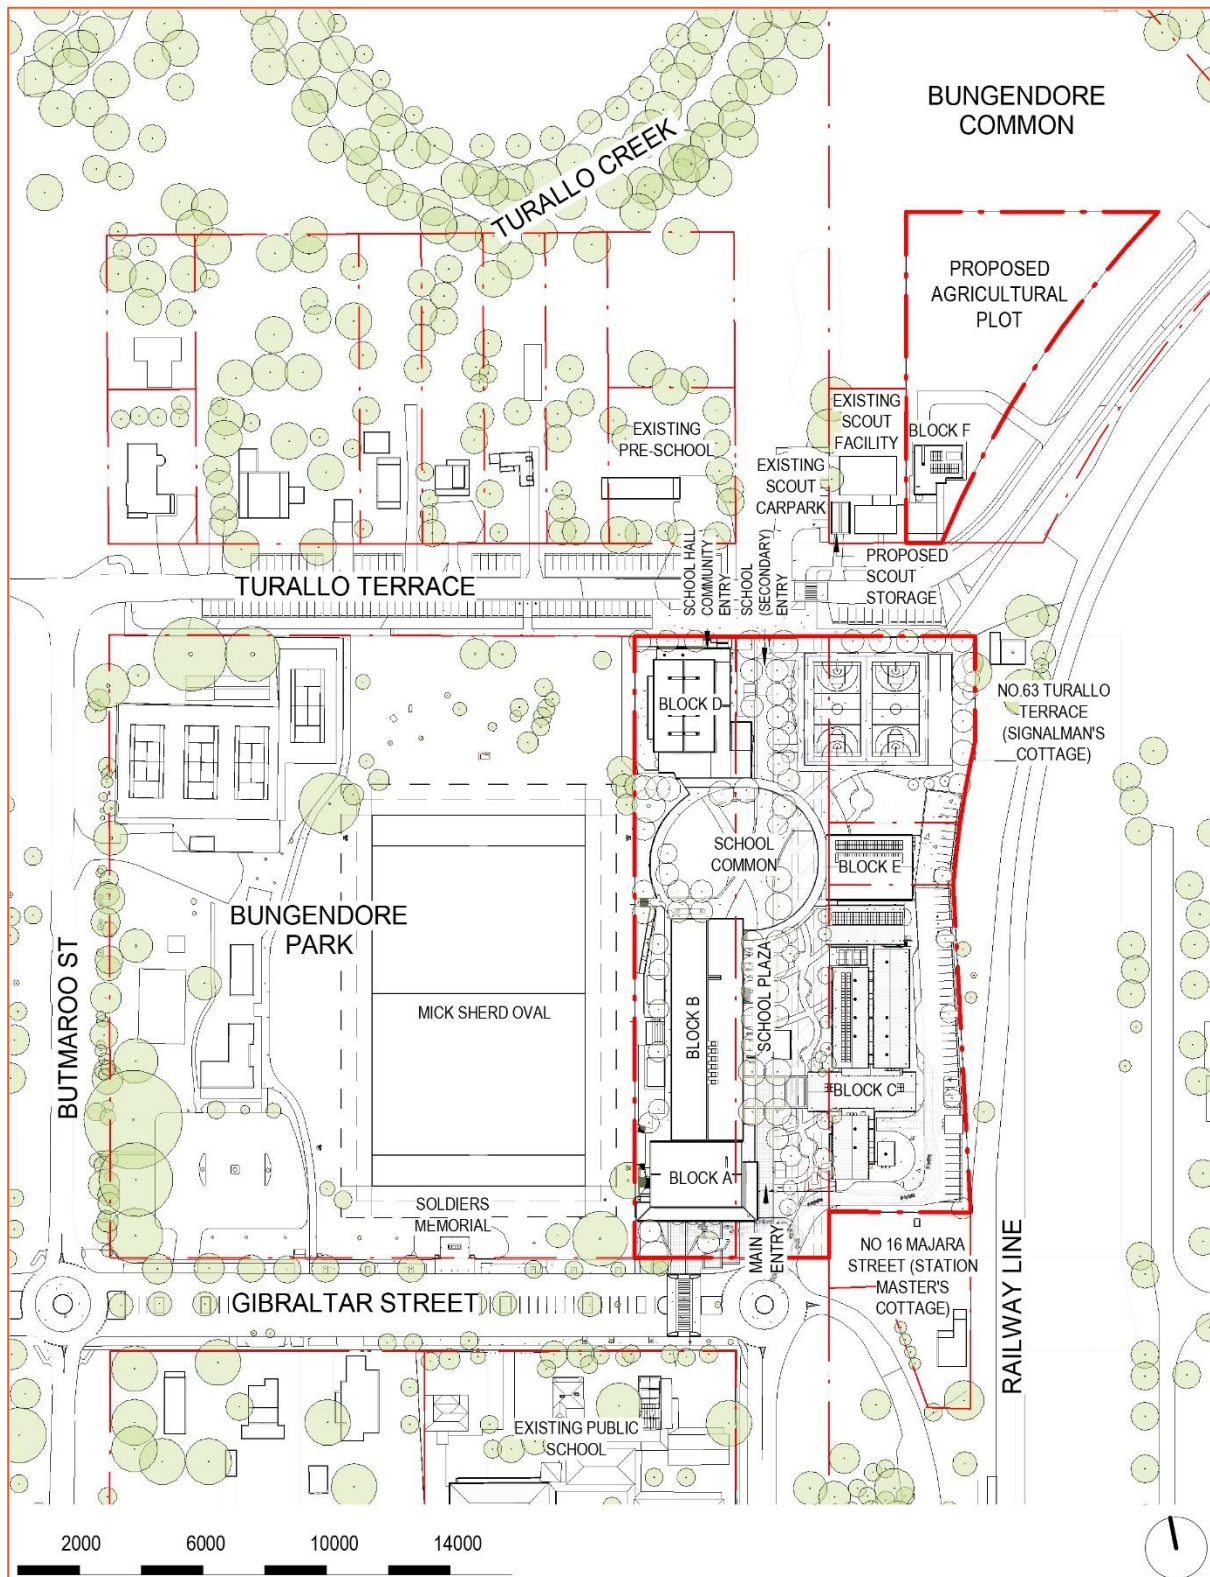 BUNGENDORE
COMMON
TURALLO CREEK
PROPOSED
AGRICULTURAL
PLOT
EXISTING
SCOUT
FACILITY
BLOCK F
EXISTING
PRE-SCHOOL
EXISTING
SCOUT
CARPARK
SCHOOL HALL
COMMUNITY
ENTRY
SCHOOL
(SECONDARY)
ENTRY
PROPOSED
SCOUT
STORAGE
TURALLO TERRACE
BLOCK D
NO.63 TURALLO
TERRACE
(SIGNALMAN'S
COTTAGE)
SCHOOL
COMMON
BLOCK E
BUNGENDORE
PARK
BUTMAROO ST
MICK SHERD OVAL
BLOCK B
SCHOOL PLAZA
BLOCK C
BLOCK A
SOLDIERS
MEMORIAL
MAIN
ENTRY
NO 16 MAJARA
STREET (STATION
MASTER'S
COTTAGE)
RAILWAY LINE
GIBRALTAR STREET
EXISTING PUBLIC
SCHOOL
2000 6000 10000 14000